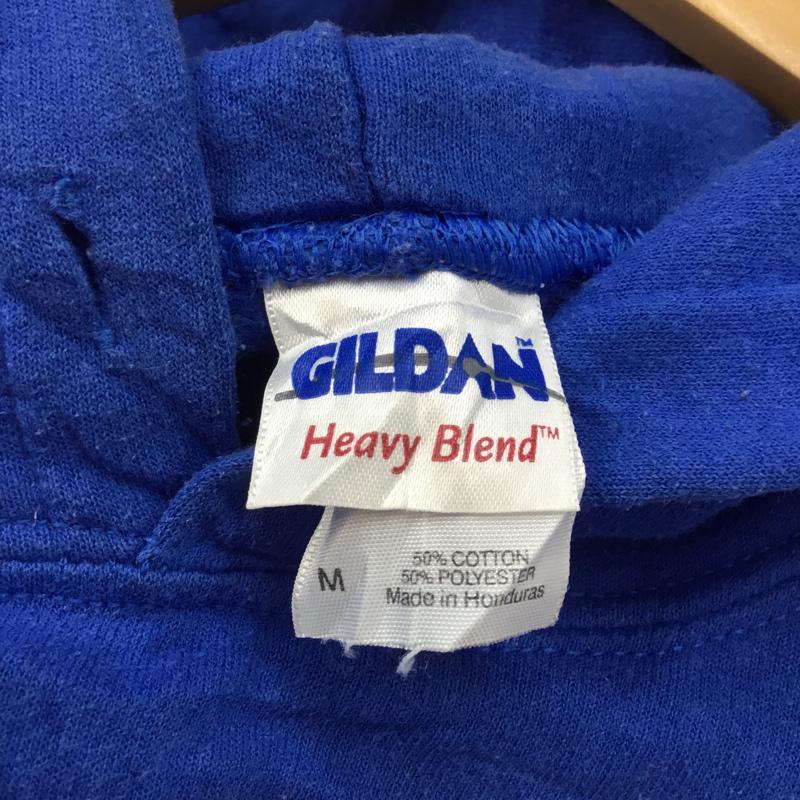 GILDAN™
Heavy Blend™
M
50% COTTON
50% POLYESTER
Made in Honduras